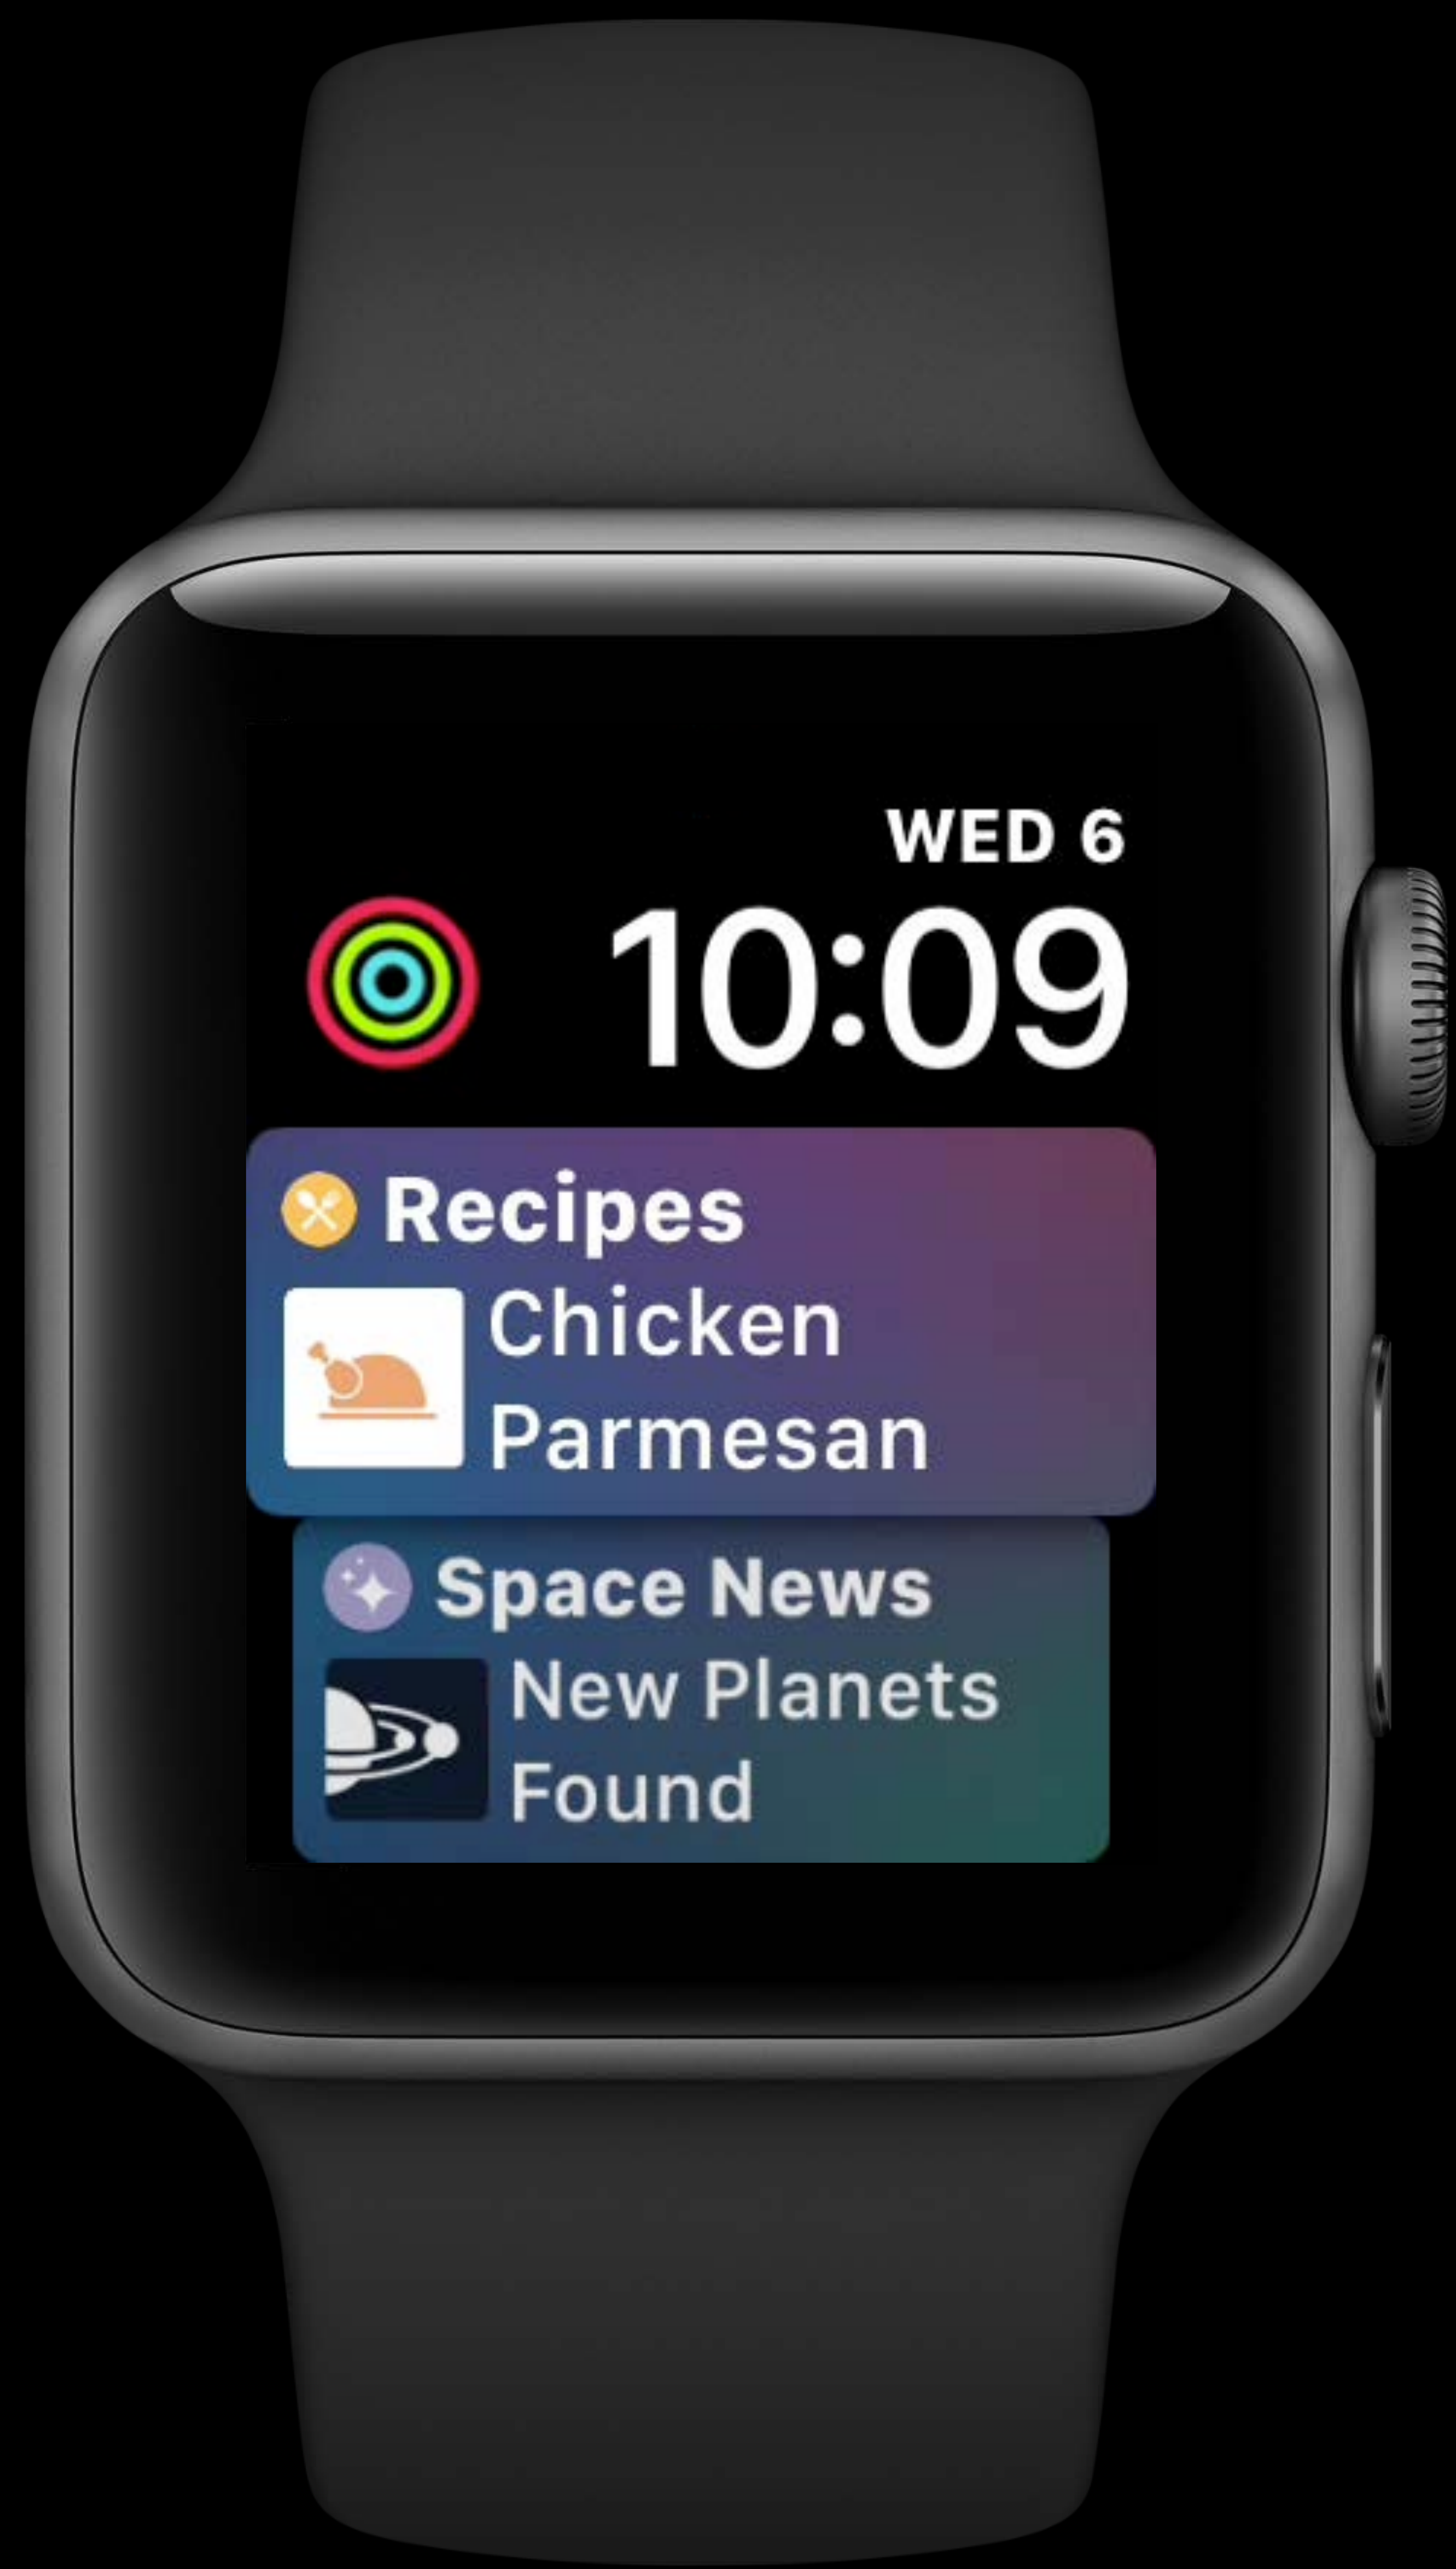 WED 6
10:09
Recipes
Chicken
Parmesan
Space News
New Planets
Found